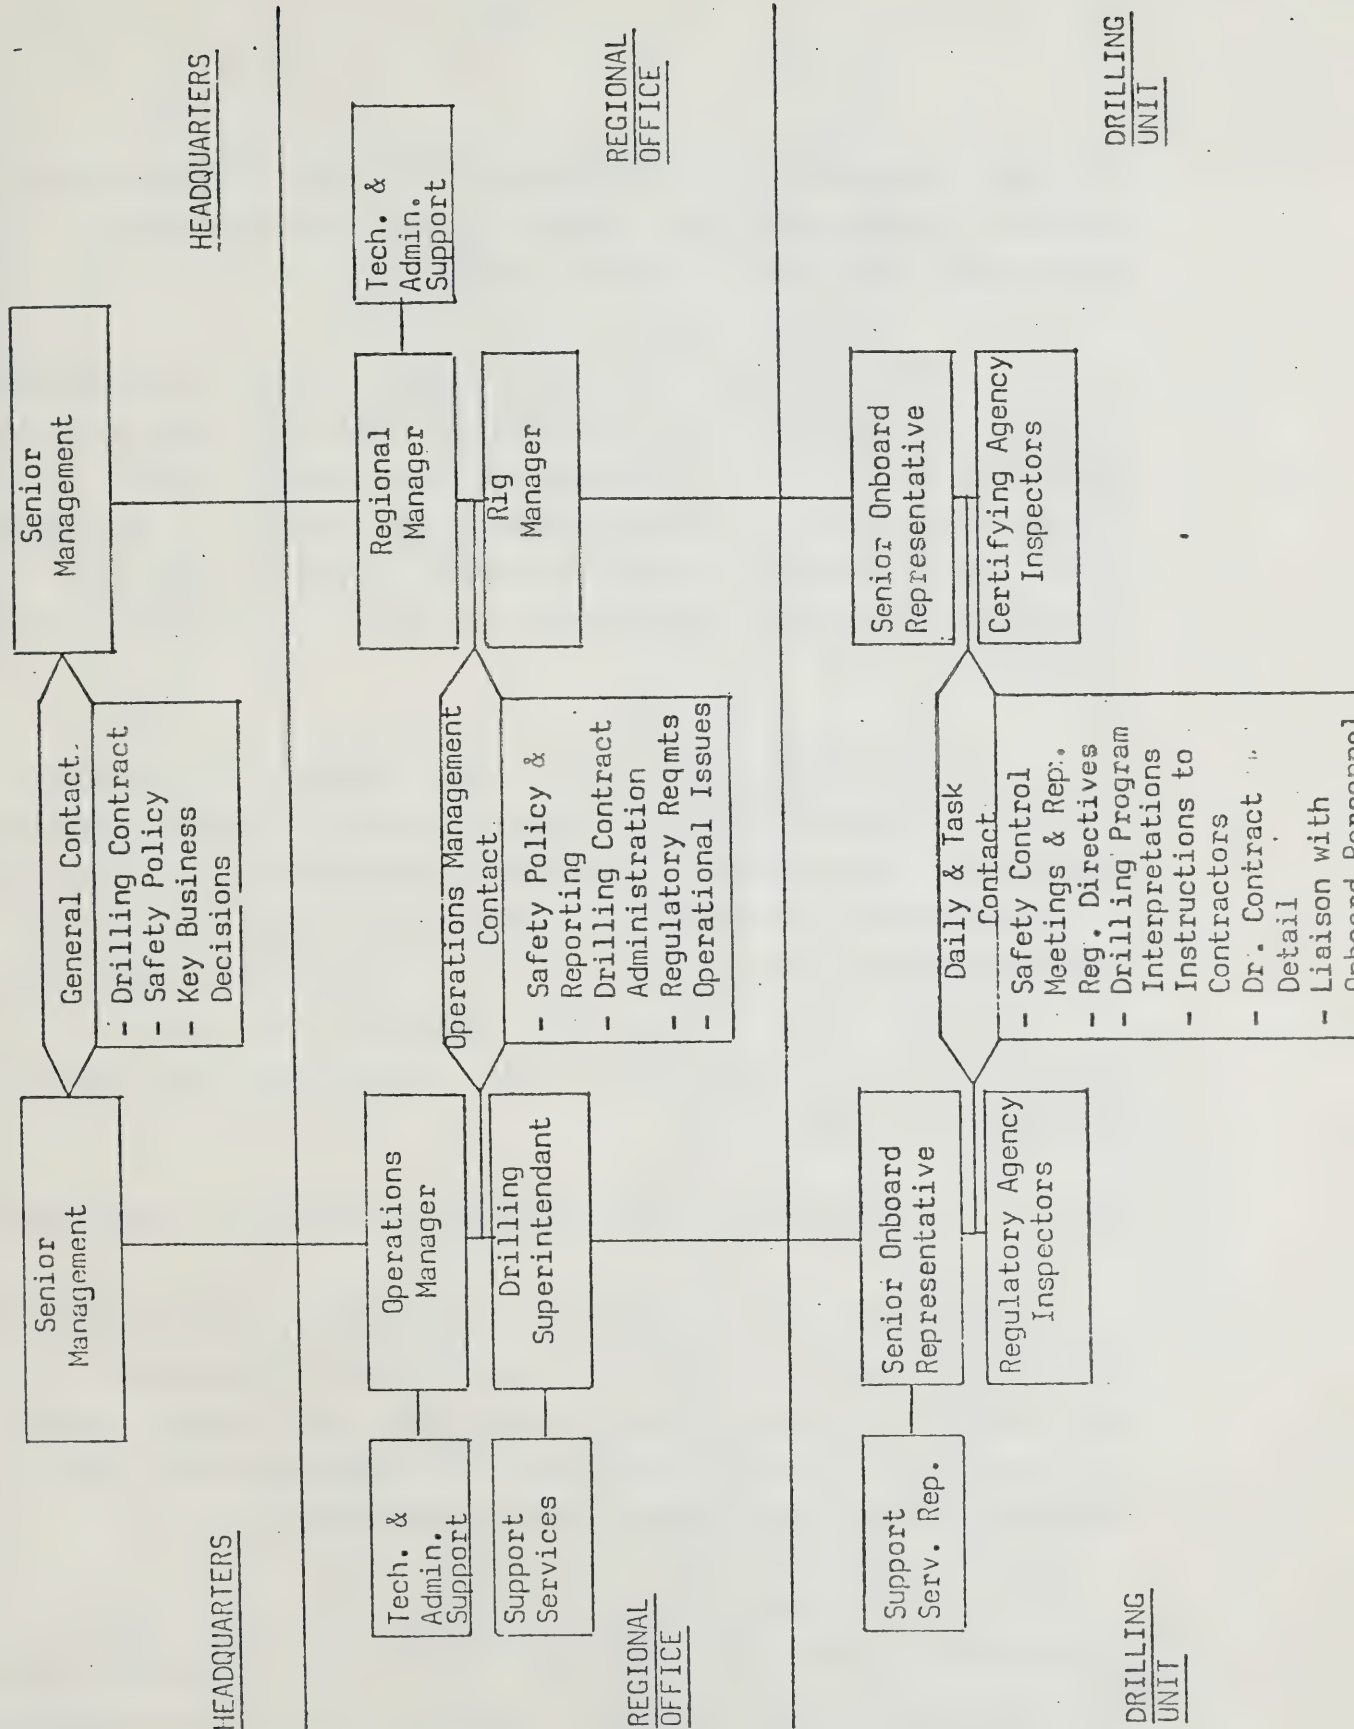 HEADQUARTERS
Senior
Management
General Contact.
- Drilling Contract
- Safety Policy
- Key Business
Decisions
Senior
Management
HEADQUARTERS
Tech. &
Admin.
Support
Operations
Manager
Support
Services
Drilling
Superintendant
Operations Management
Contact
- Safety Policy &
Reporting
- Drilling Contract
Administration
- Regulatory Reqmts
- Operational Issues
Regional
Manager
Rig
Manager
Tech. &
Admin.
Support
REGIONAL
OFFICE
REGIONAL
OFFICE
Support
Serv. Rep.
Senior Onboard
Representative
Regulatory Agency
Inspectors
Daily & Task
Contact
- Safety Control
Meetings & Rep.
- Reg. Directives
- Drilling Program
Interpretations
- Instructions to
Contractors
- Dr. Contract
Detail
- Liaison with
Onboard Personnel
Senior Onboard
Representative
Certifying Agency
Inspectors
DRILLING
UNIT
DRILLING
UNIT